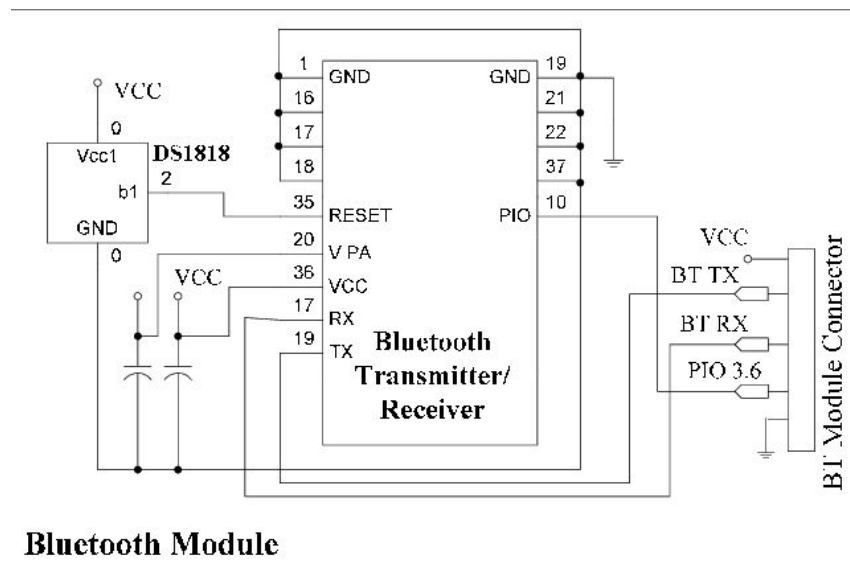 VCC
0
Vcc1
DS1818
b1
2
GND
0
VCC
1
GND
16
17
18
35
RESET
20
V PA
36
VCC
17
RX
19
TX
Bluetooth
Transmitter/
Receiver
19
GND
21
22
37
10
PIO
VCC
BT TX
BT RX
PIO 3.6
BT Module Connector
Bluetooth Module